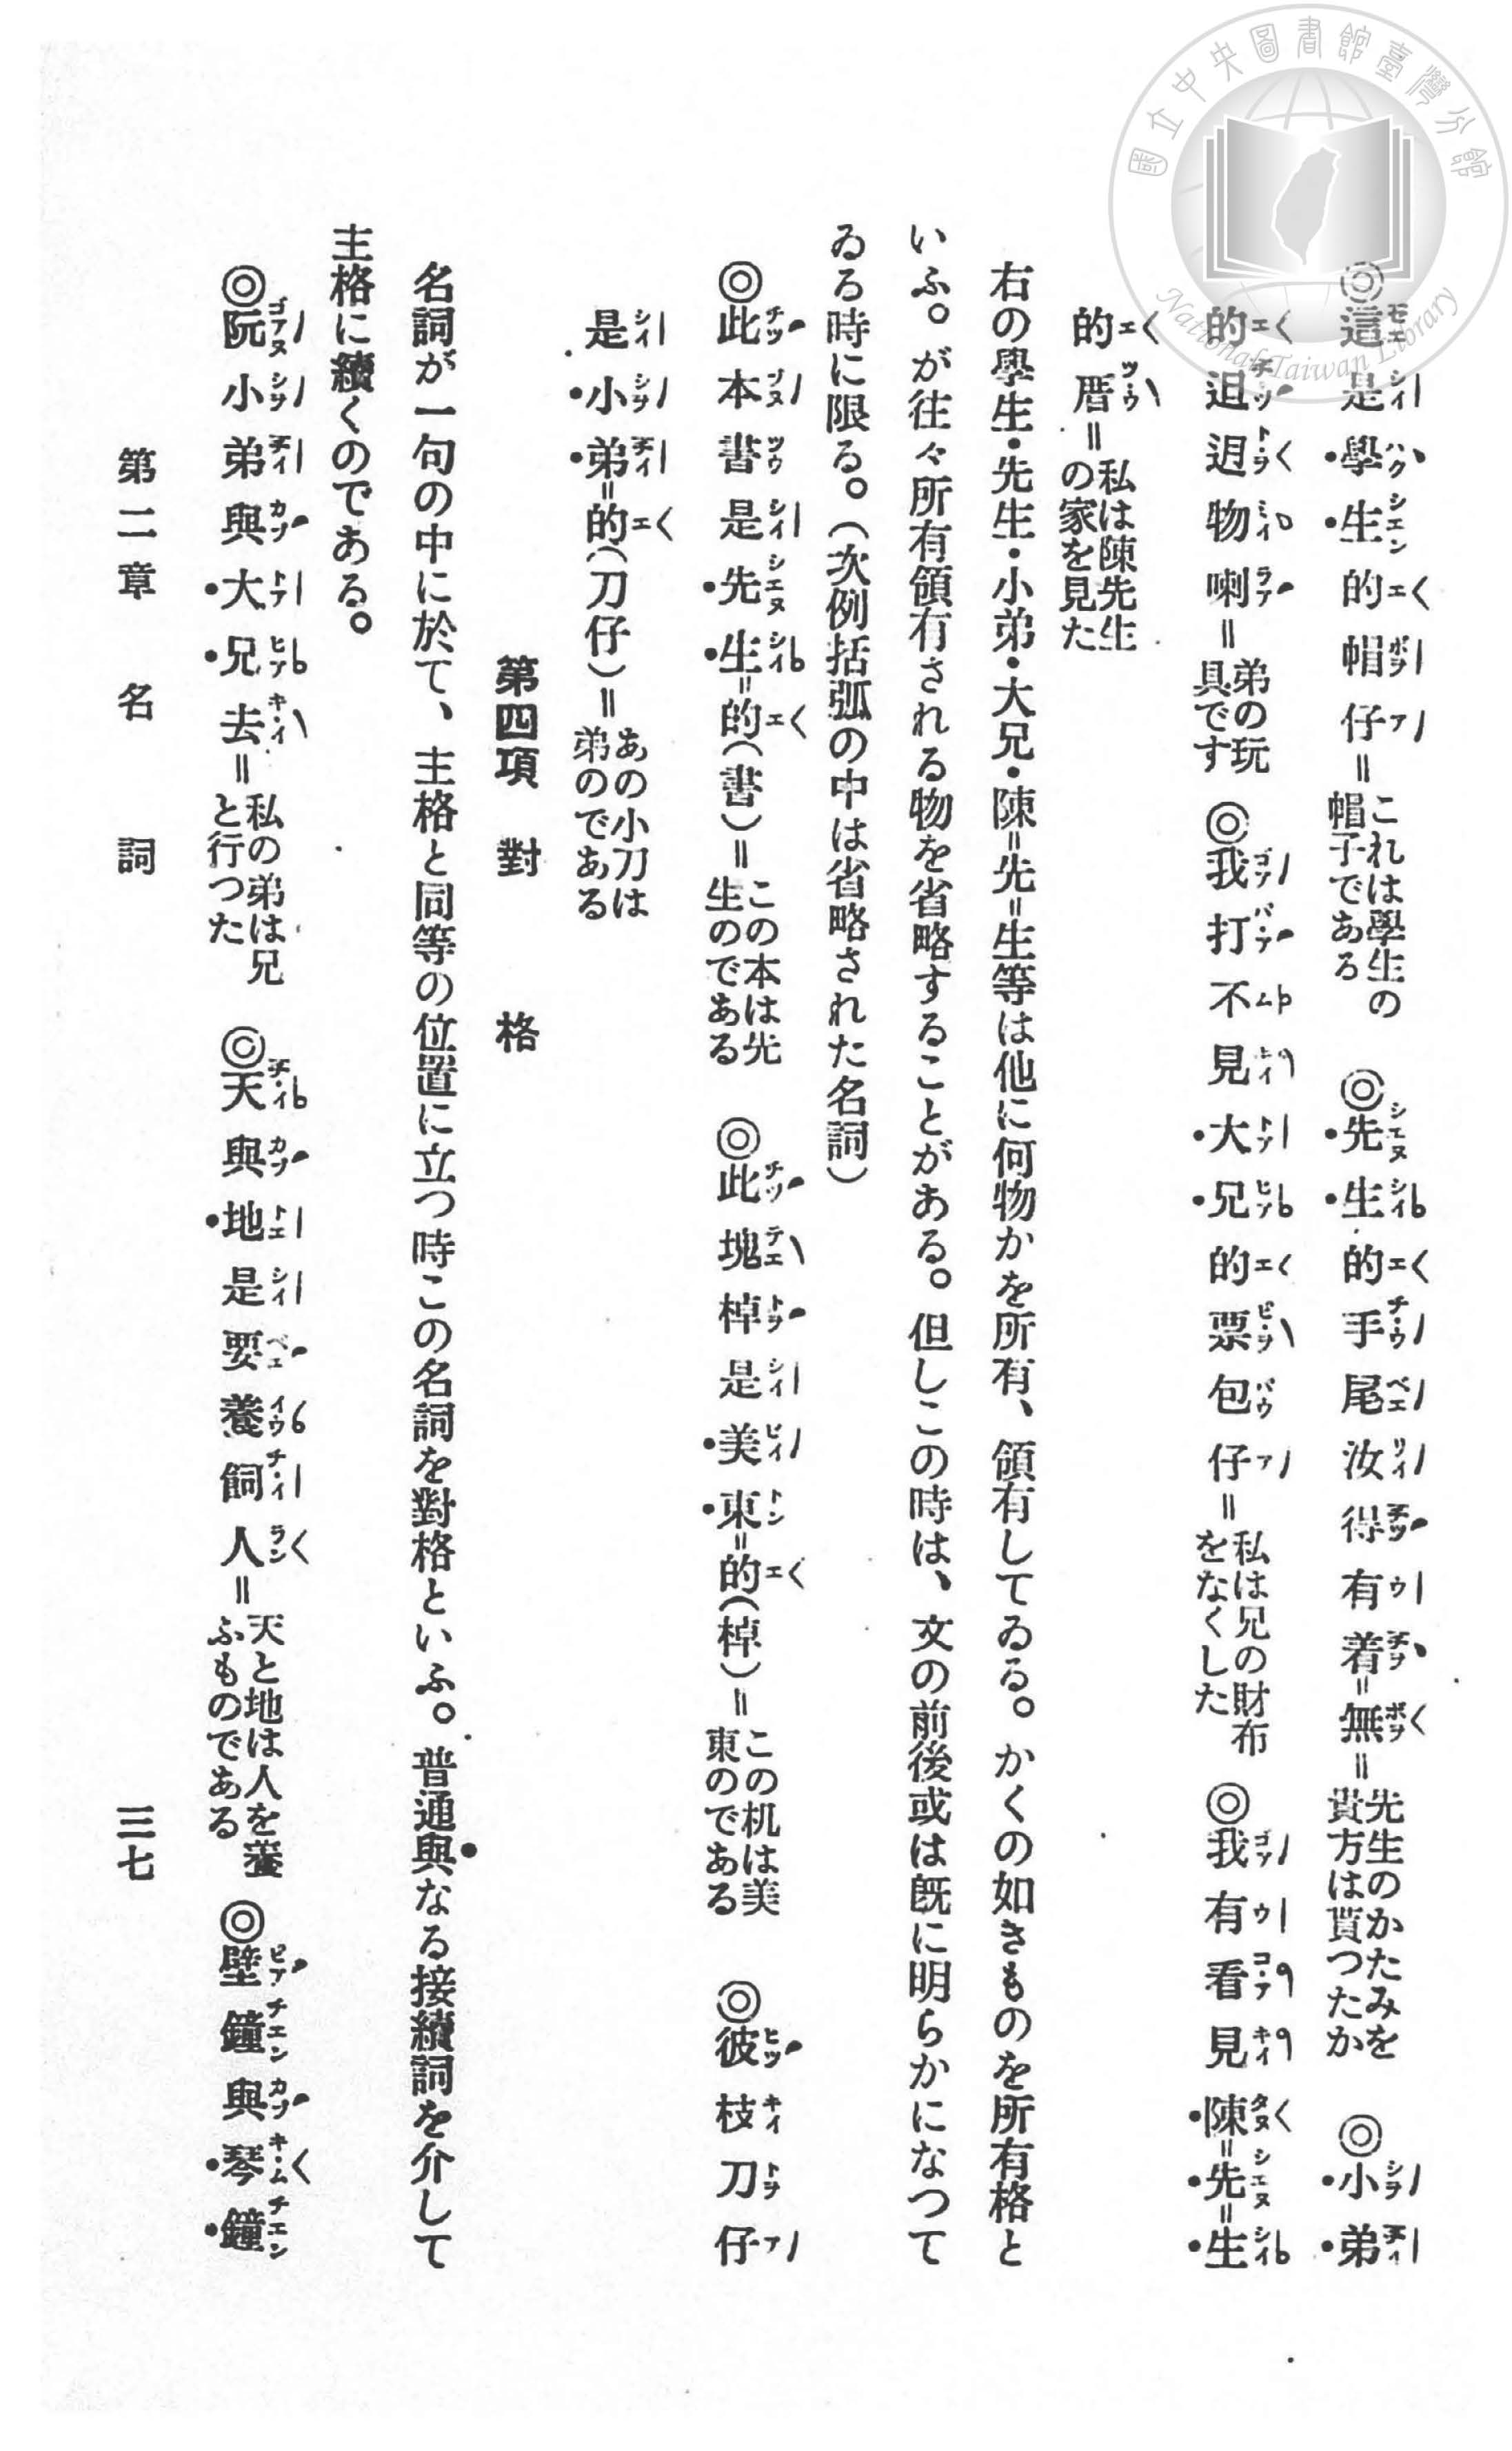 ◎這是學生的帽仔＝これは學生の帽子である　◎先生的手尾汝得有着＝無＝先生のかたみを貴方は貰つたか　◎小弟
的𨑨迌物喇＝弟の玩具です　◎我打不見大兄的票包仔＝私は兄の財布をなくした　◎我有看見陳＝先＝生
的厝＝私は陳先生の家を見た
右の學生・先生・小弟・大兄・陳＝先＝生等は他に何物かを所有、領有してゐる。かくの如きものを所有格と
いふ。が往々所有領有される物を省略することがある。但しこの時は、文の前後或は既に明らかになつて
ゐる時に限る。（次例括弧の中は省略された名詞）
◎此本書是先生＝的（書）＝この本は先生のである　◎此塊棹是美東＝的（棹）＝この机は美東のである　◎彼枝刀仔
是小弟＝的（刀仔）＝あの小刀は弟のである
第四項　對　格
名詞が一句の中に於て、主格と同等の位置に立つ時この名詞を對格といふ。普通與なる接續詞を介して
主格に續くのである。
◎阮小弟與大兄去＝私の弟は兄と行つた　◎天與地是要養飼人＝天と地は人を養ふものである　◎壁鐘與琴鐘
第二章　名　詞　三七
國立中央圖書館臺灣分館
National Taiwan Library